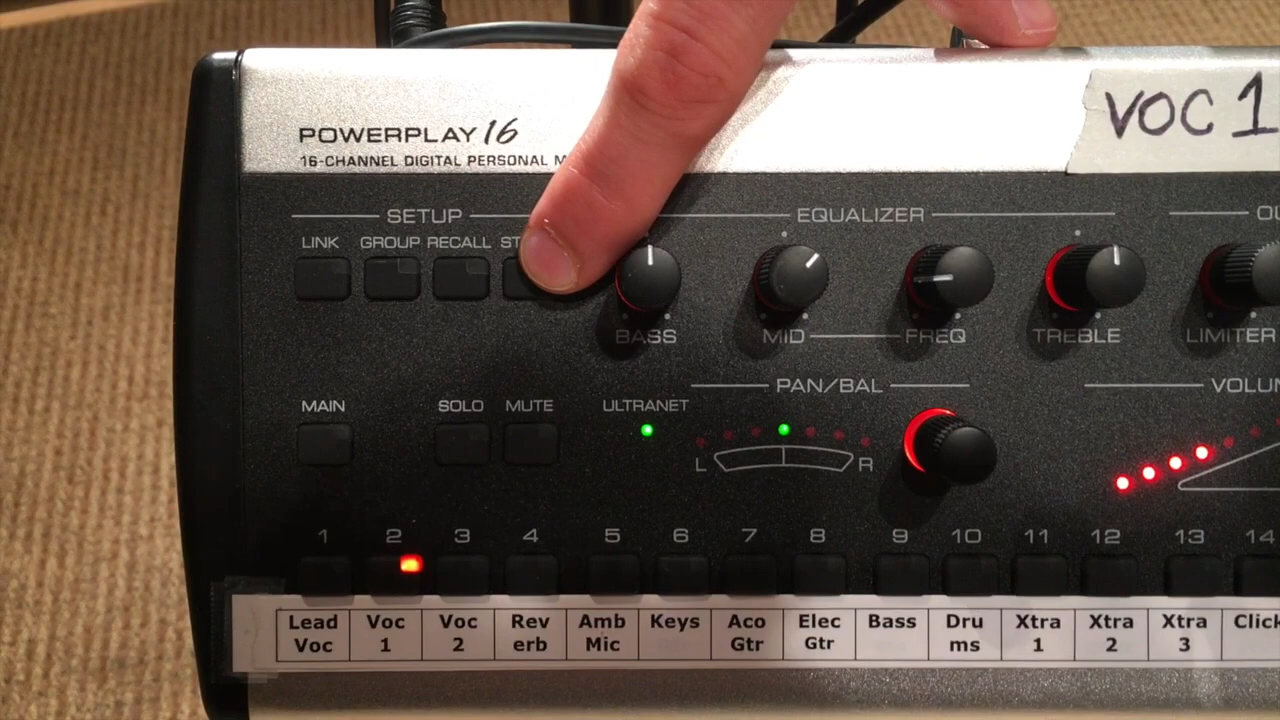 POWERPLAY 16
16-CHANNEL DIGITAL PERSONAL
VOC 1
SETUP EQUALIZER
LINK GROUP RECALL
BASS MID FREQ TREBLE LIMITER
PAN/BAL
MAIN SOLO MUTE ULTRANET
L R
1 2 3 4 5 6 7 8 9 10 11 12 13 14
Lead Voc Voc Rev Amb Keys Aco Elec Bass Dru Xtra Xtra Xtra Click
Voc 1 2 erb Mic Gtr Gtr ms 1 2 3